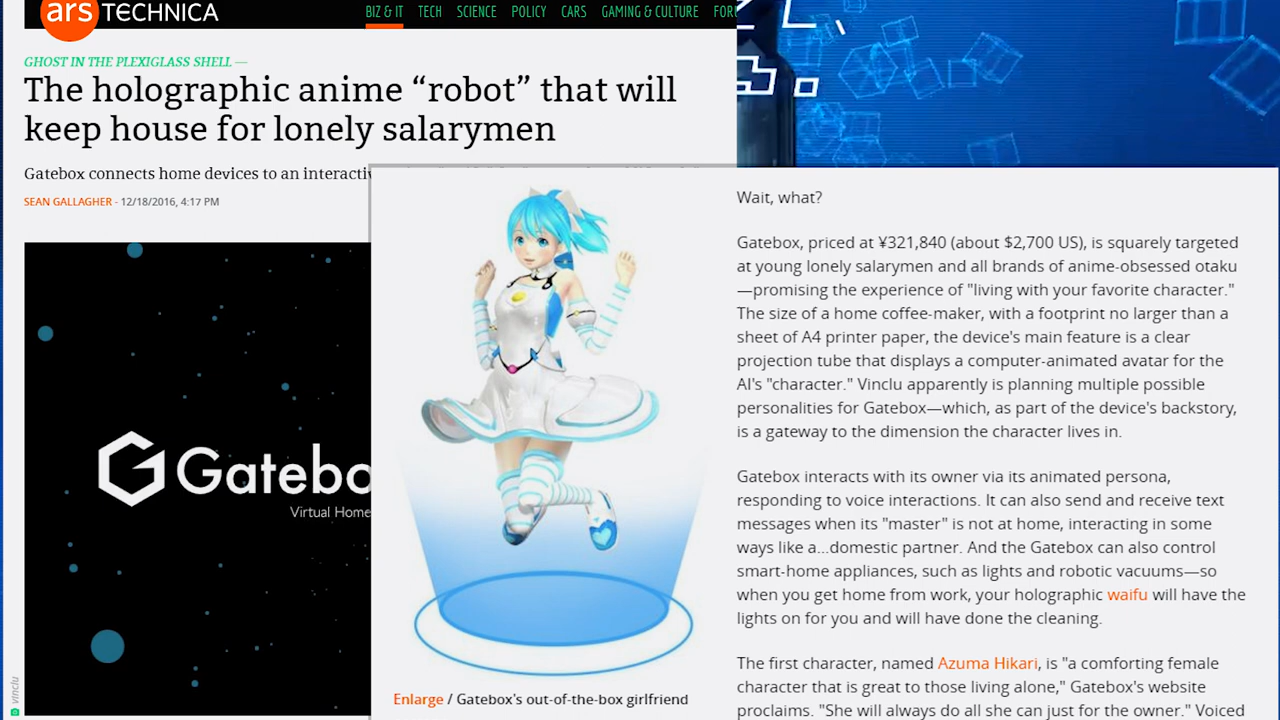 ars TECHNICA
BIZ & IT TECH SCIENCE POLICY CARS GAMING & CULTURE
GHOST IN THE PLEXIGLASS SHELL —
The holographic anime “robot” that will
keep house for lonely salarymen
Gatebox connects home devices to an
SEAN GALLAGHER - 12/18/2016, 4:17 PM
Virtual Home
vinclu
Enlarge / Gatebox's out-of-the-box girlfriend
Wait, what?
Gatebox, priced at ¥321,840 (about $2,700 US), is squarely targeted
at young lonely salarymen and all brands of anime-obsessed otaku
—promising the experience of "living with your favorite character."
The size of a home coffee-maker, with a footprint no larger than a
sheet of A4 printer paper, the device's main feature is a clear
projection tube that displays a computer-animated avatar for the
AI's "character." Vinclu apparently is planning multiple possible
personalities for Gatebox—which, as part of the device's backstory,
is a gateway to the dimension the character lives in.
Gatebox interacts with its owner via its animated persona,
responding to voice interactions. It can also send and receive text
messages when its "master" is not at home, interacting in some
ways like a...domestic partner. And the Gatebox can also control
smart-home appliances, such as lights and robotic vacuums—so
when you get home from work, your holographic waifu will have the
lights on for you and will have done the cleaning.
The first character, named Azuma Hikari, is "a comforting female
character that is great to those living alone," Gatebox's website
proclaims. "She will always do all she can just for the owner." Voiced